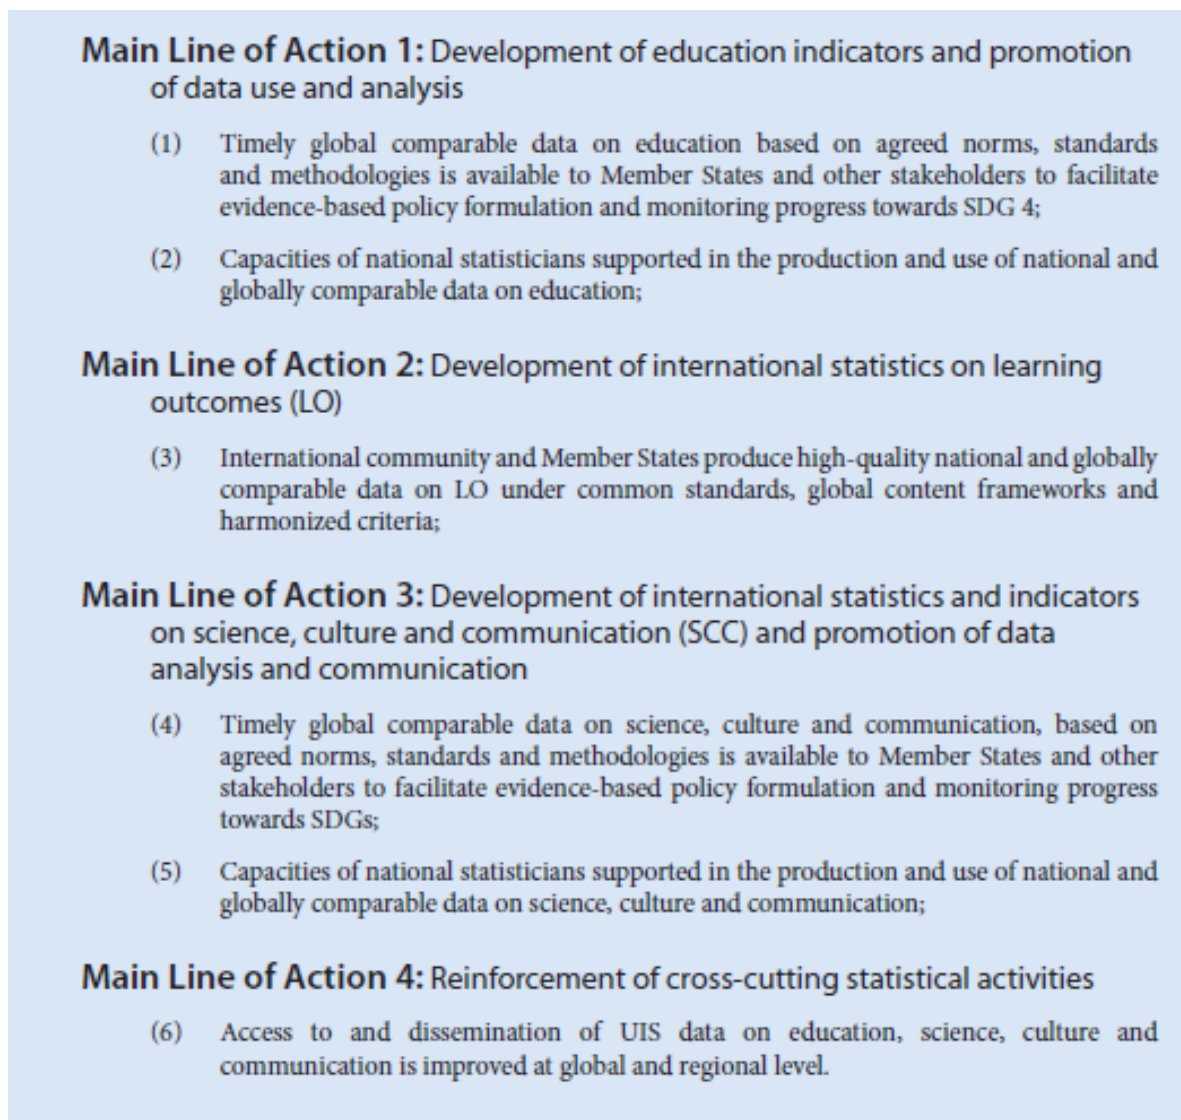 Main Line of Action 1: Development of education indicators and promotion
of data use and analysis
(1) Timely global comparable data on education based on agreed norms, standards
and methodologies is available to Member States and other stakeholders to facilitate
evidence-based policy formulation and monitoring progress towards SDG 4;
(2) Capacities of national statisticians supported in the production and use of national and
globally comparable data on education;
Main Line of Action 2: Development of international statistics on learning
outcomes (LO)
(3) International community and Member States produce high-quality national and globally
comparable data on LO under common standards, global content frameworks and
harmonized criteria;
Main Line of Action 3: Development of international statistics and indicators
on science, culture and communication (SCC) and promotion of data
analysis and communication
(4) Timely global comparable data on science, culture and communication, based on
agreed norms, standards and methodologies is available to Member States and other
stakeholders to facilitate evidence-based policy formulation and monitoring progress
towards SDGs;
(5) Capacities of national statisticians supported in the production and use of national and
globally comparable data on science, culture and communication;
Main Line of Action 4: Reinforcement of cross-cutting statistical activities
(6) Access to and dissemination of UIS data on education, science, culture and
communication is improved at global and regional level.